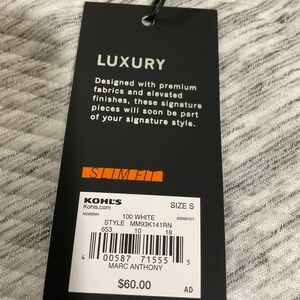 LUXURY
Designed with premium
fabrics and elevated
finishes, these signature
pieces will soon be part
of your signature style.
SLIM FIT
KOHL'S SIZE S
Kohls.com
100 WHITE
STYLE MM93K141RN
653 10 18
4 00587 71555 5
MARC ANTHONY
$60.00 AD